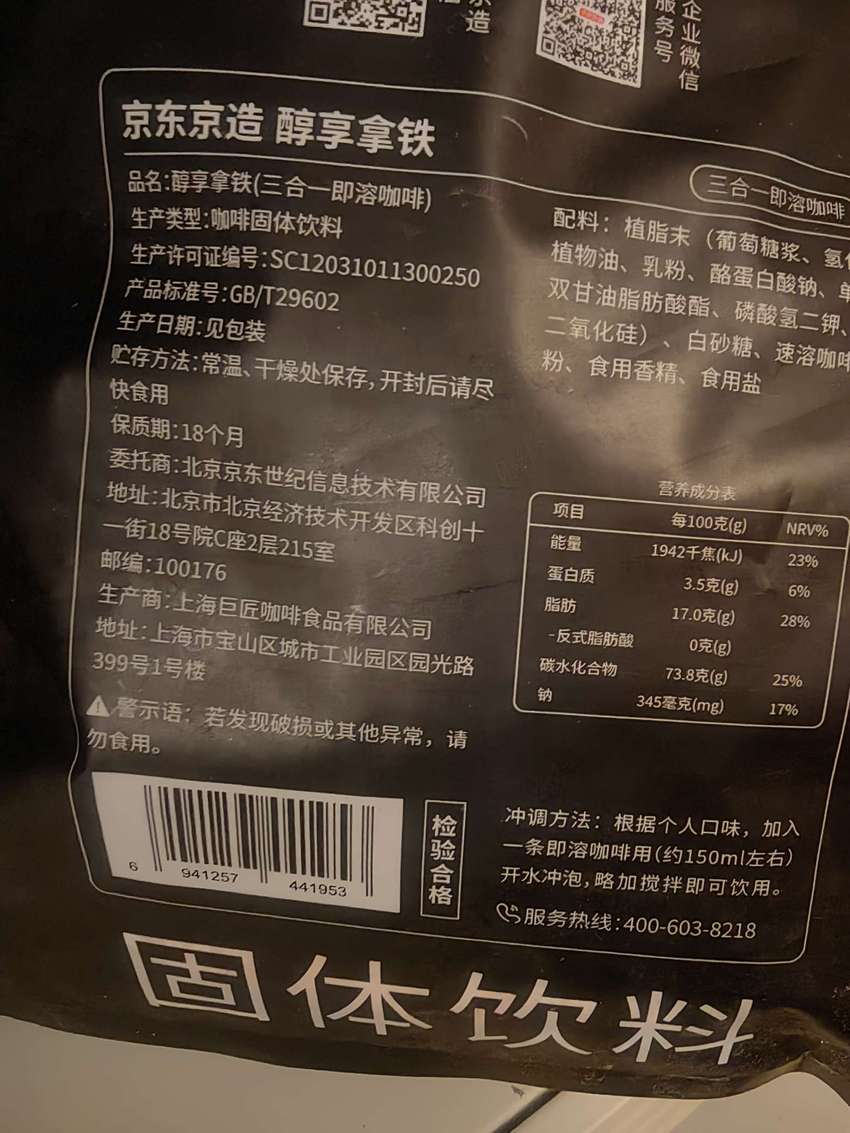 京造
企业微信
服务号
京东京造 醇享拿铁
三合一即溶咖啡
品名:醇享拿铁(三合一即溶咖啡)
生产类型:咖啡固体饮料
生产许可证编号:SC12031011300250
产品标准号:GB/T29602
生产日期:见包装
贮存方法:常温、干燥处保存,开封后请尽
快食用
保质期:18个月
委托商:北京京东世纪信息技术有限公司
地址:北京市北京经济技术开发区科创十
一街18号院C座2层215室
邮编:100176
生产商:上海巨匠咖啡食品有限公司
地址:上海市宝山区城市工业园区园光路
399号1号楼
警示语:若发现破损或其他异常,请
勿食用。
6 941257 441953
检验合格
配料:植脂末(葡萄糖浆、氢
植物油、乳粉、酪蛋白酸钠、单
双甘油脂肪酸酯、磷酸氢二钾、
二氧化硅)、白砂糖、速溶咖啡
粉、食用香精、食用盐
营养成分表
项目 每100克(g) NRV%
能量 1942千焦(kJ) 23%
蛋白质 3.5克(g) 6%
脂肪 17.0克(g) 28%
-反式脂肪酸 0克(g)
碳水化合物 73.8克(g) 25%
钠 345毫克(mg) 17%
冲调方法:根据个人口味,加入
一条即溶咖啡用(约150ml左右)
开水冲泡,略加搅拌即可饮用。
服务热线:400-603-8218
固体饮料